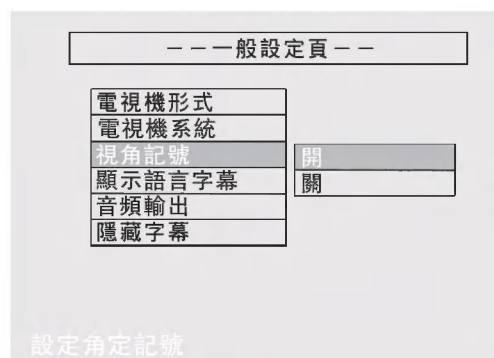 －－一般設定頁－－
電視機形式
電視機系統
視角記號
開
顯示語言字幕
關
音頻輸出
隱藏字幕
設定角定記號